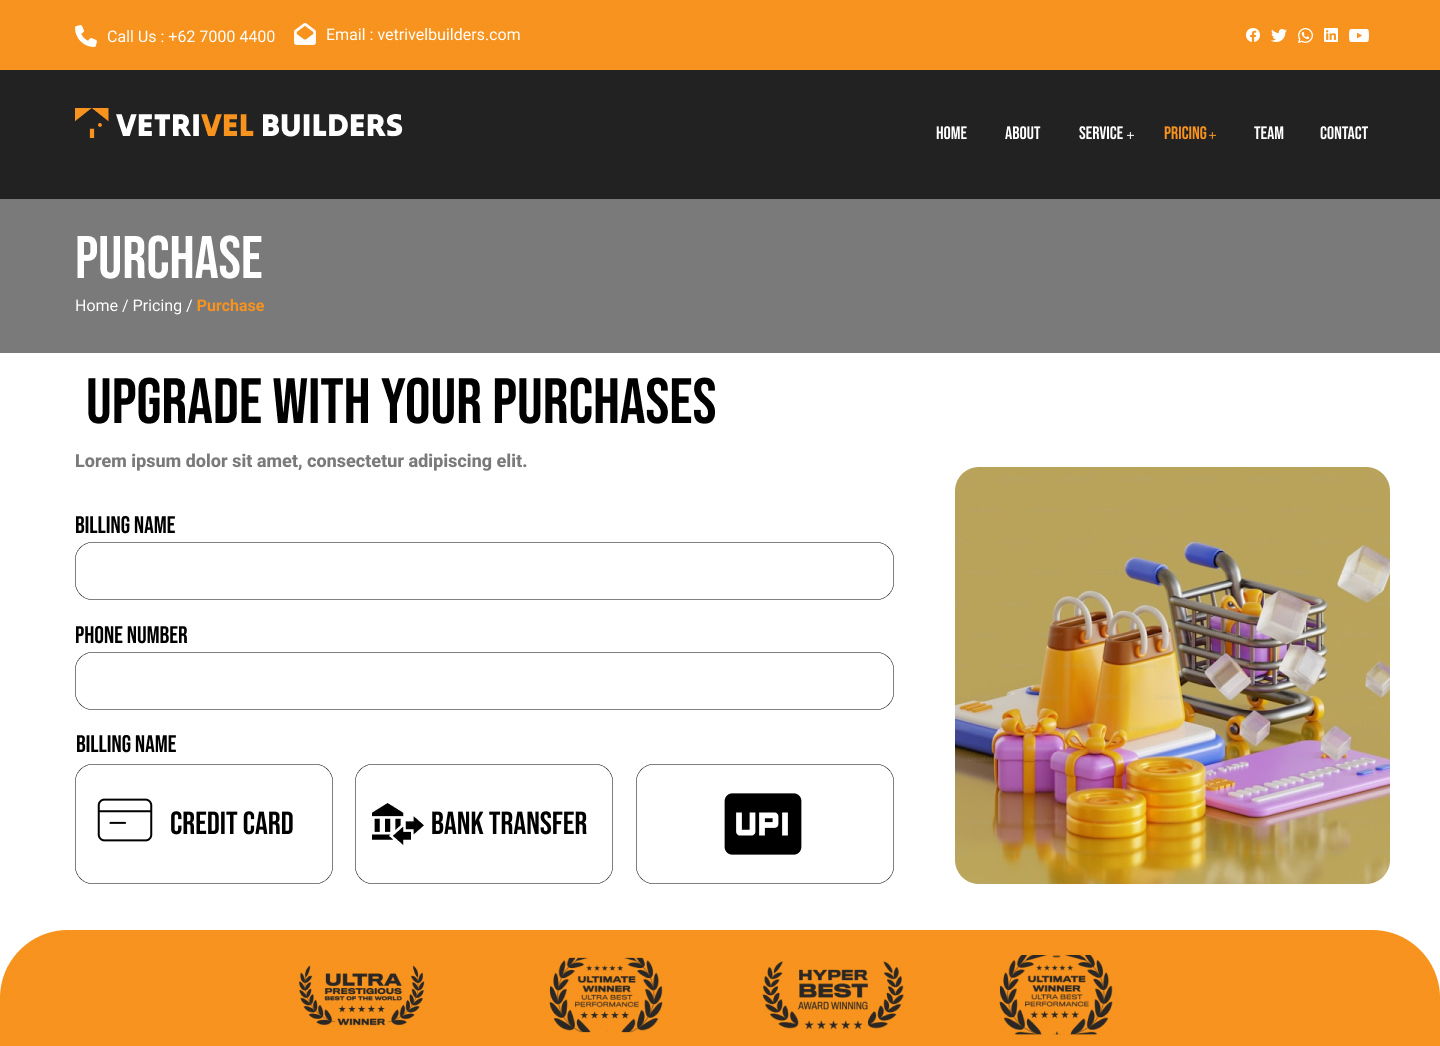 Call Us : +62 7000 4400
Email : vetrivelbuilders.com
VETRIVEL BUILDERS
HOME
ABOUT
SERVICE +
PRICING +
TEAM
CONTACT
PURCHASE
Home / Pricing / Purchase
UPGRADE WITH YOUR PURCHASES
Lorem ipsum dolor sit amet, consectetur adipiscing elit.
BILLING NAME
PHONE NUMBER
BILLING NAME
CREDIT CARD
BANK TRANSFER
UPI
ULTRA
PRESTIGIOUS
BEST OF THE WORLD
WINNER
ULTIMATE
WINNER
ULTRA BEST
PERFORMANCE
HYPER
BEST
AWARD WINNING
ULTIMATE
WINNER
ULTRA BEST
PERFORMANCE